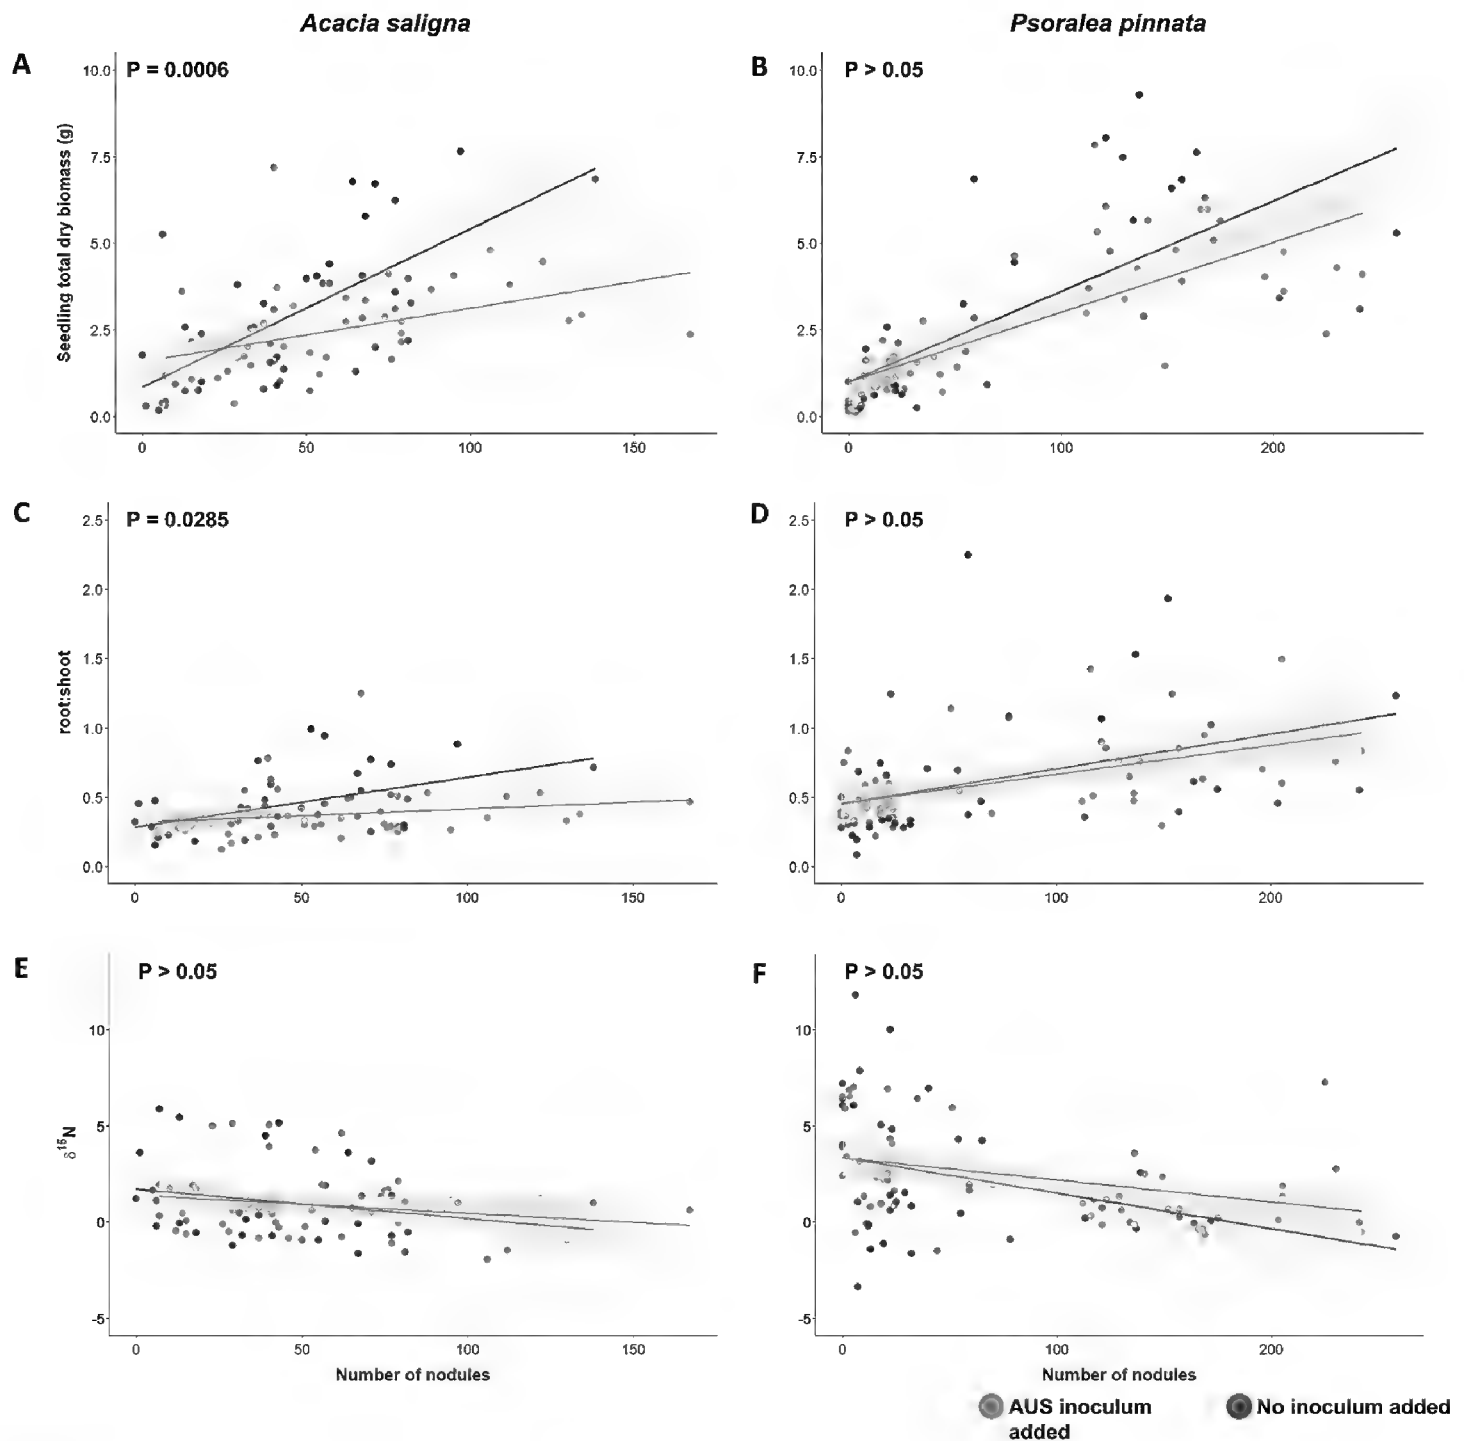 Acacia saligna
Psoralea pinnata
A
P = 0.0006
B
P > 0.05
Seedling total dry biomass (g)
10.0
7.5
5.0
2.5
0.0
0
50
100
150
10.0
7.5
5.0
2.5
0.0
0
100
200
C
P = 0.0285
D
P > 0.05
root:shoot
2.5
2.0
1.5
1.0
0.5
0.0
0
50
100
150
2.5
2.0
1.5
1.0
0.5
0.0
0
100
200
E
P > 0.05
F
P > 0.05
δ¹⁵N
10
5
0
-5
0
50
100
150
Number of nodules
10
5
0
-5
0
100
200
Number of nodules
AUS inoculum
added
No inoculum added